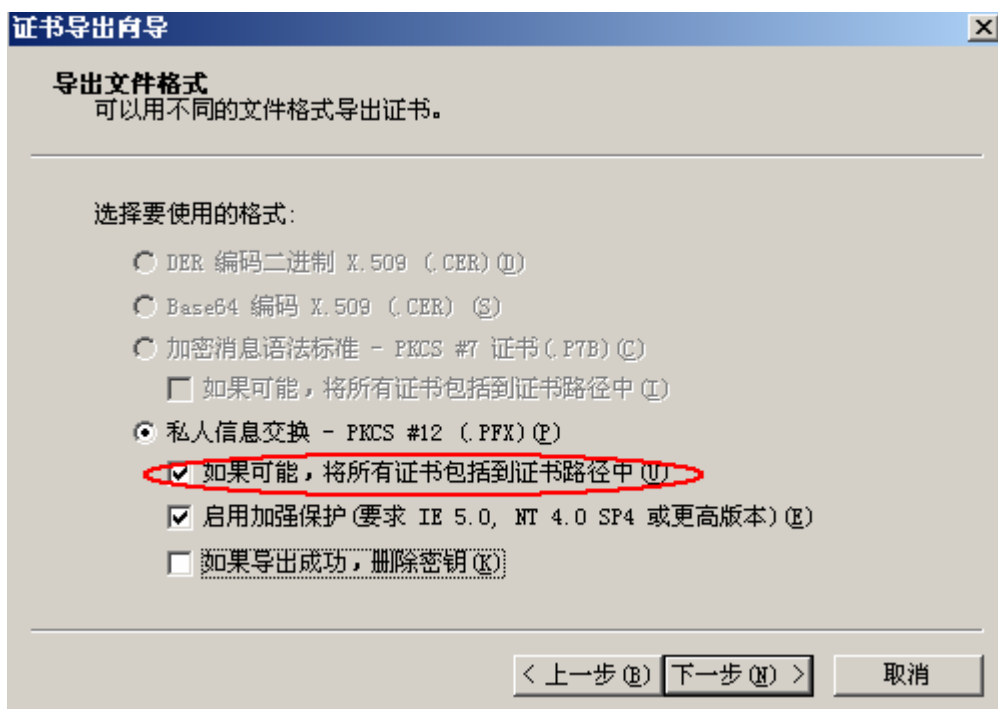 证书导出向导
导出文件格式
可以用不同的文件格式导出证书。
选择要使用的格式:
DER 编码二进制 X.509 (.CER)(D)
Base64 编码 X.509 (.CER) (S)
加密消息语法标准 - PKCS #7 证书(.P7B)(C)
如果可能，将所有证书包括到证书路径中(I)
私人信息交换 - PKCS #12 (.PFX)(P)
如果可能，将所有证书包括到证书路径中(U)
启用加强保护(要求 IE 5.0, NT 4.0 SP4 或更高版本)(E)
如果导出成功，删除密钥(K)
< 上一步(B) 下一步(N) > 取消